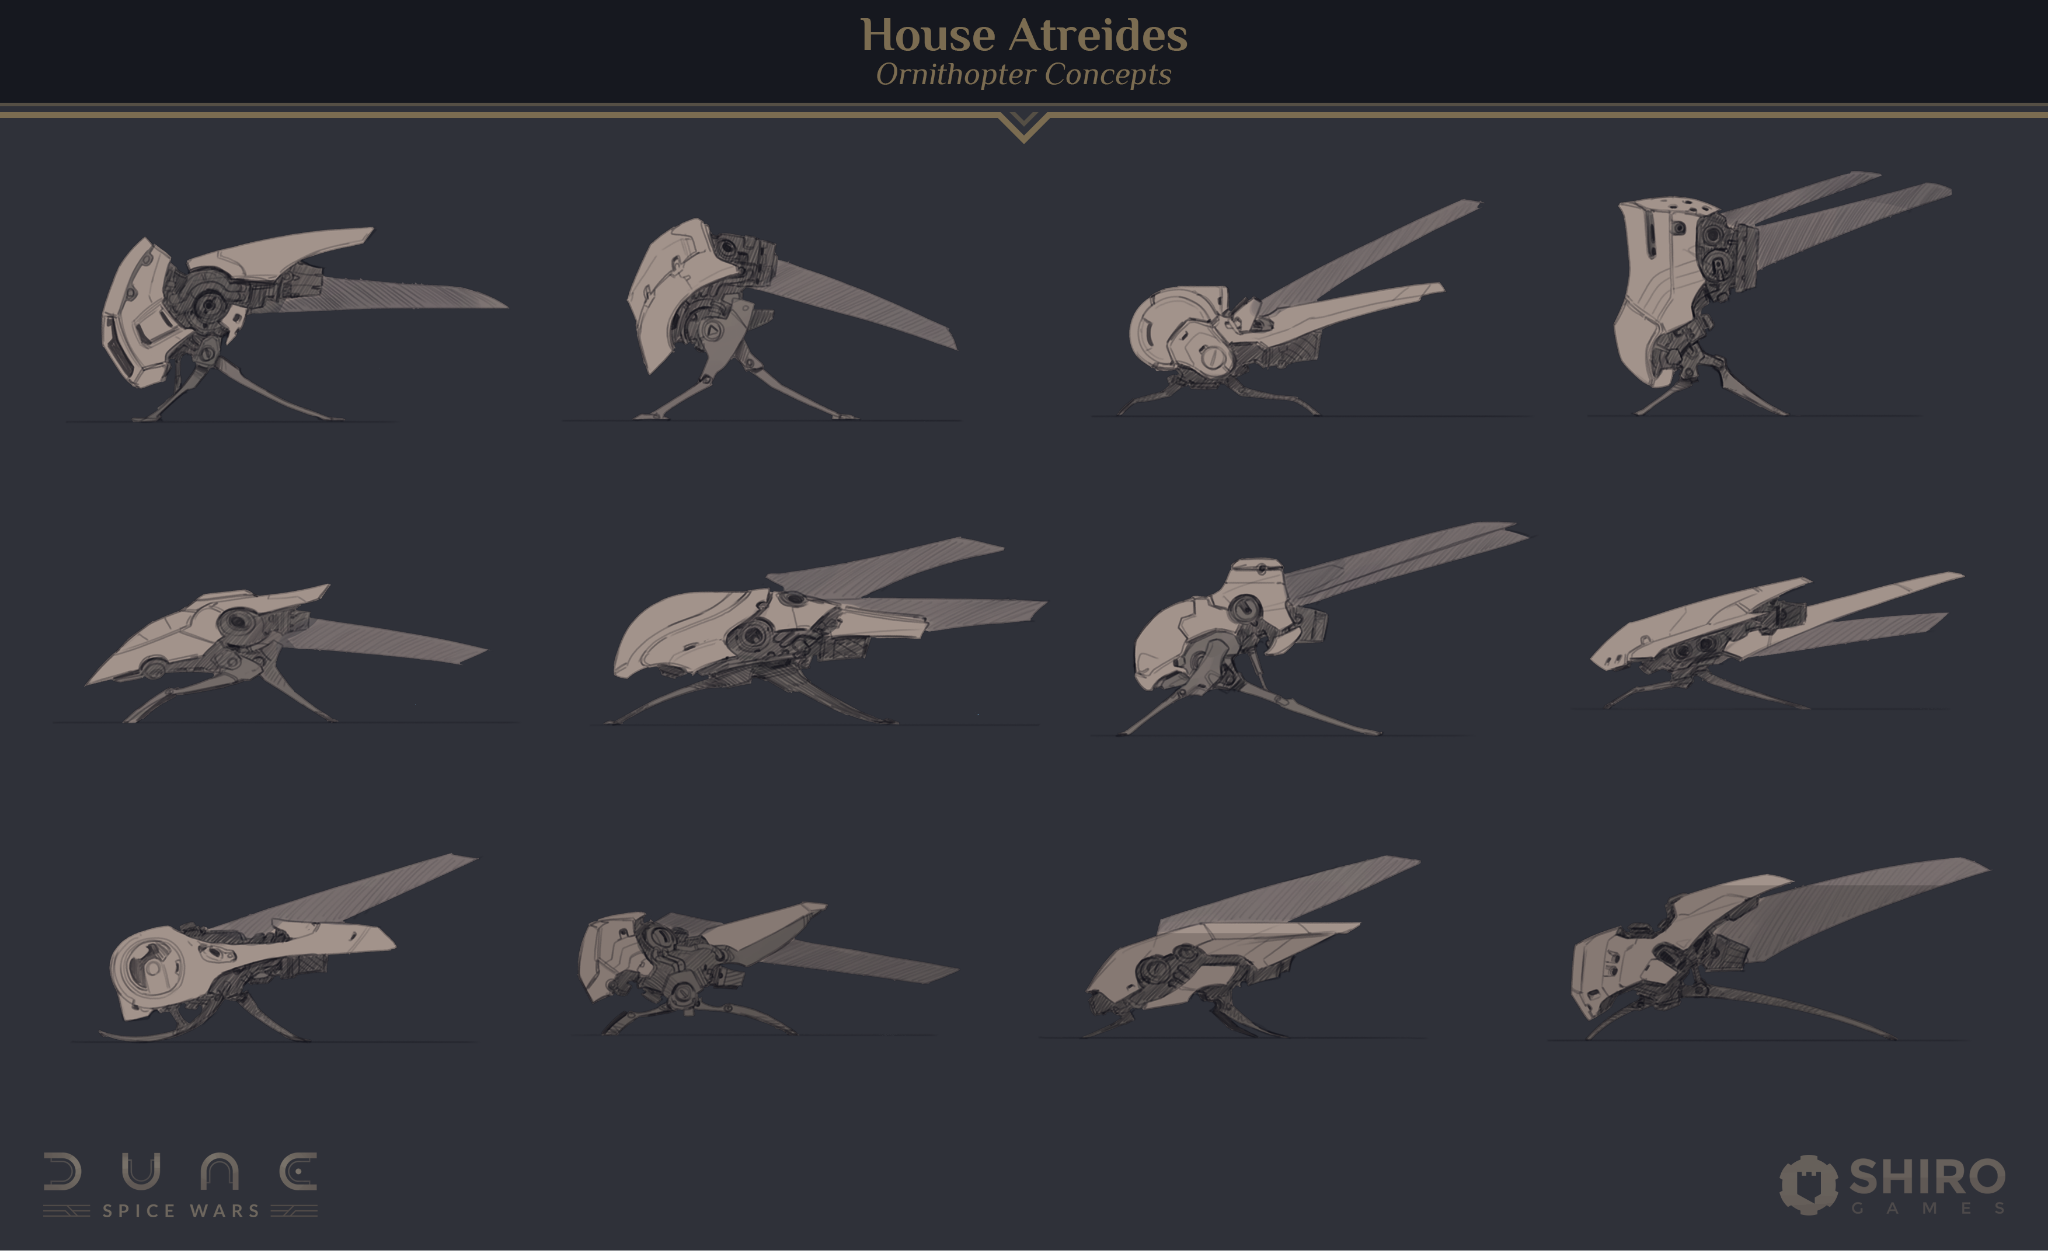 House Atreides
Ornithopter Concepts
DUNE
SPICE WARS
SHIRO
GAMES